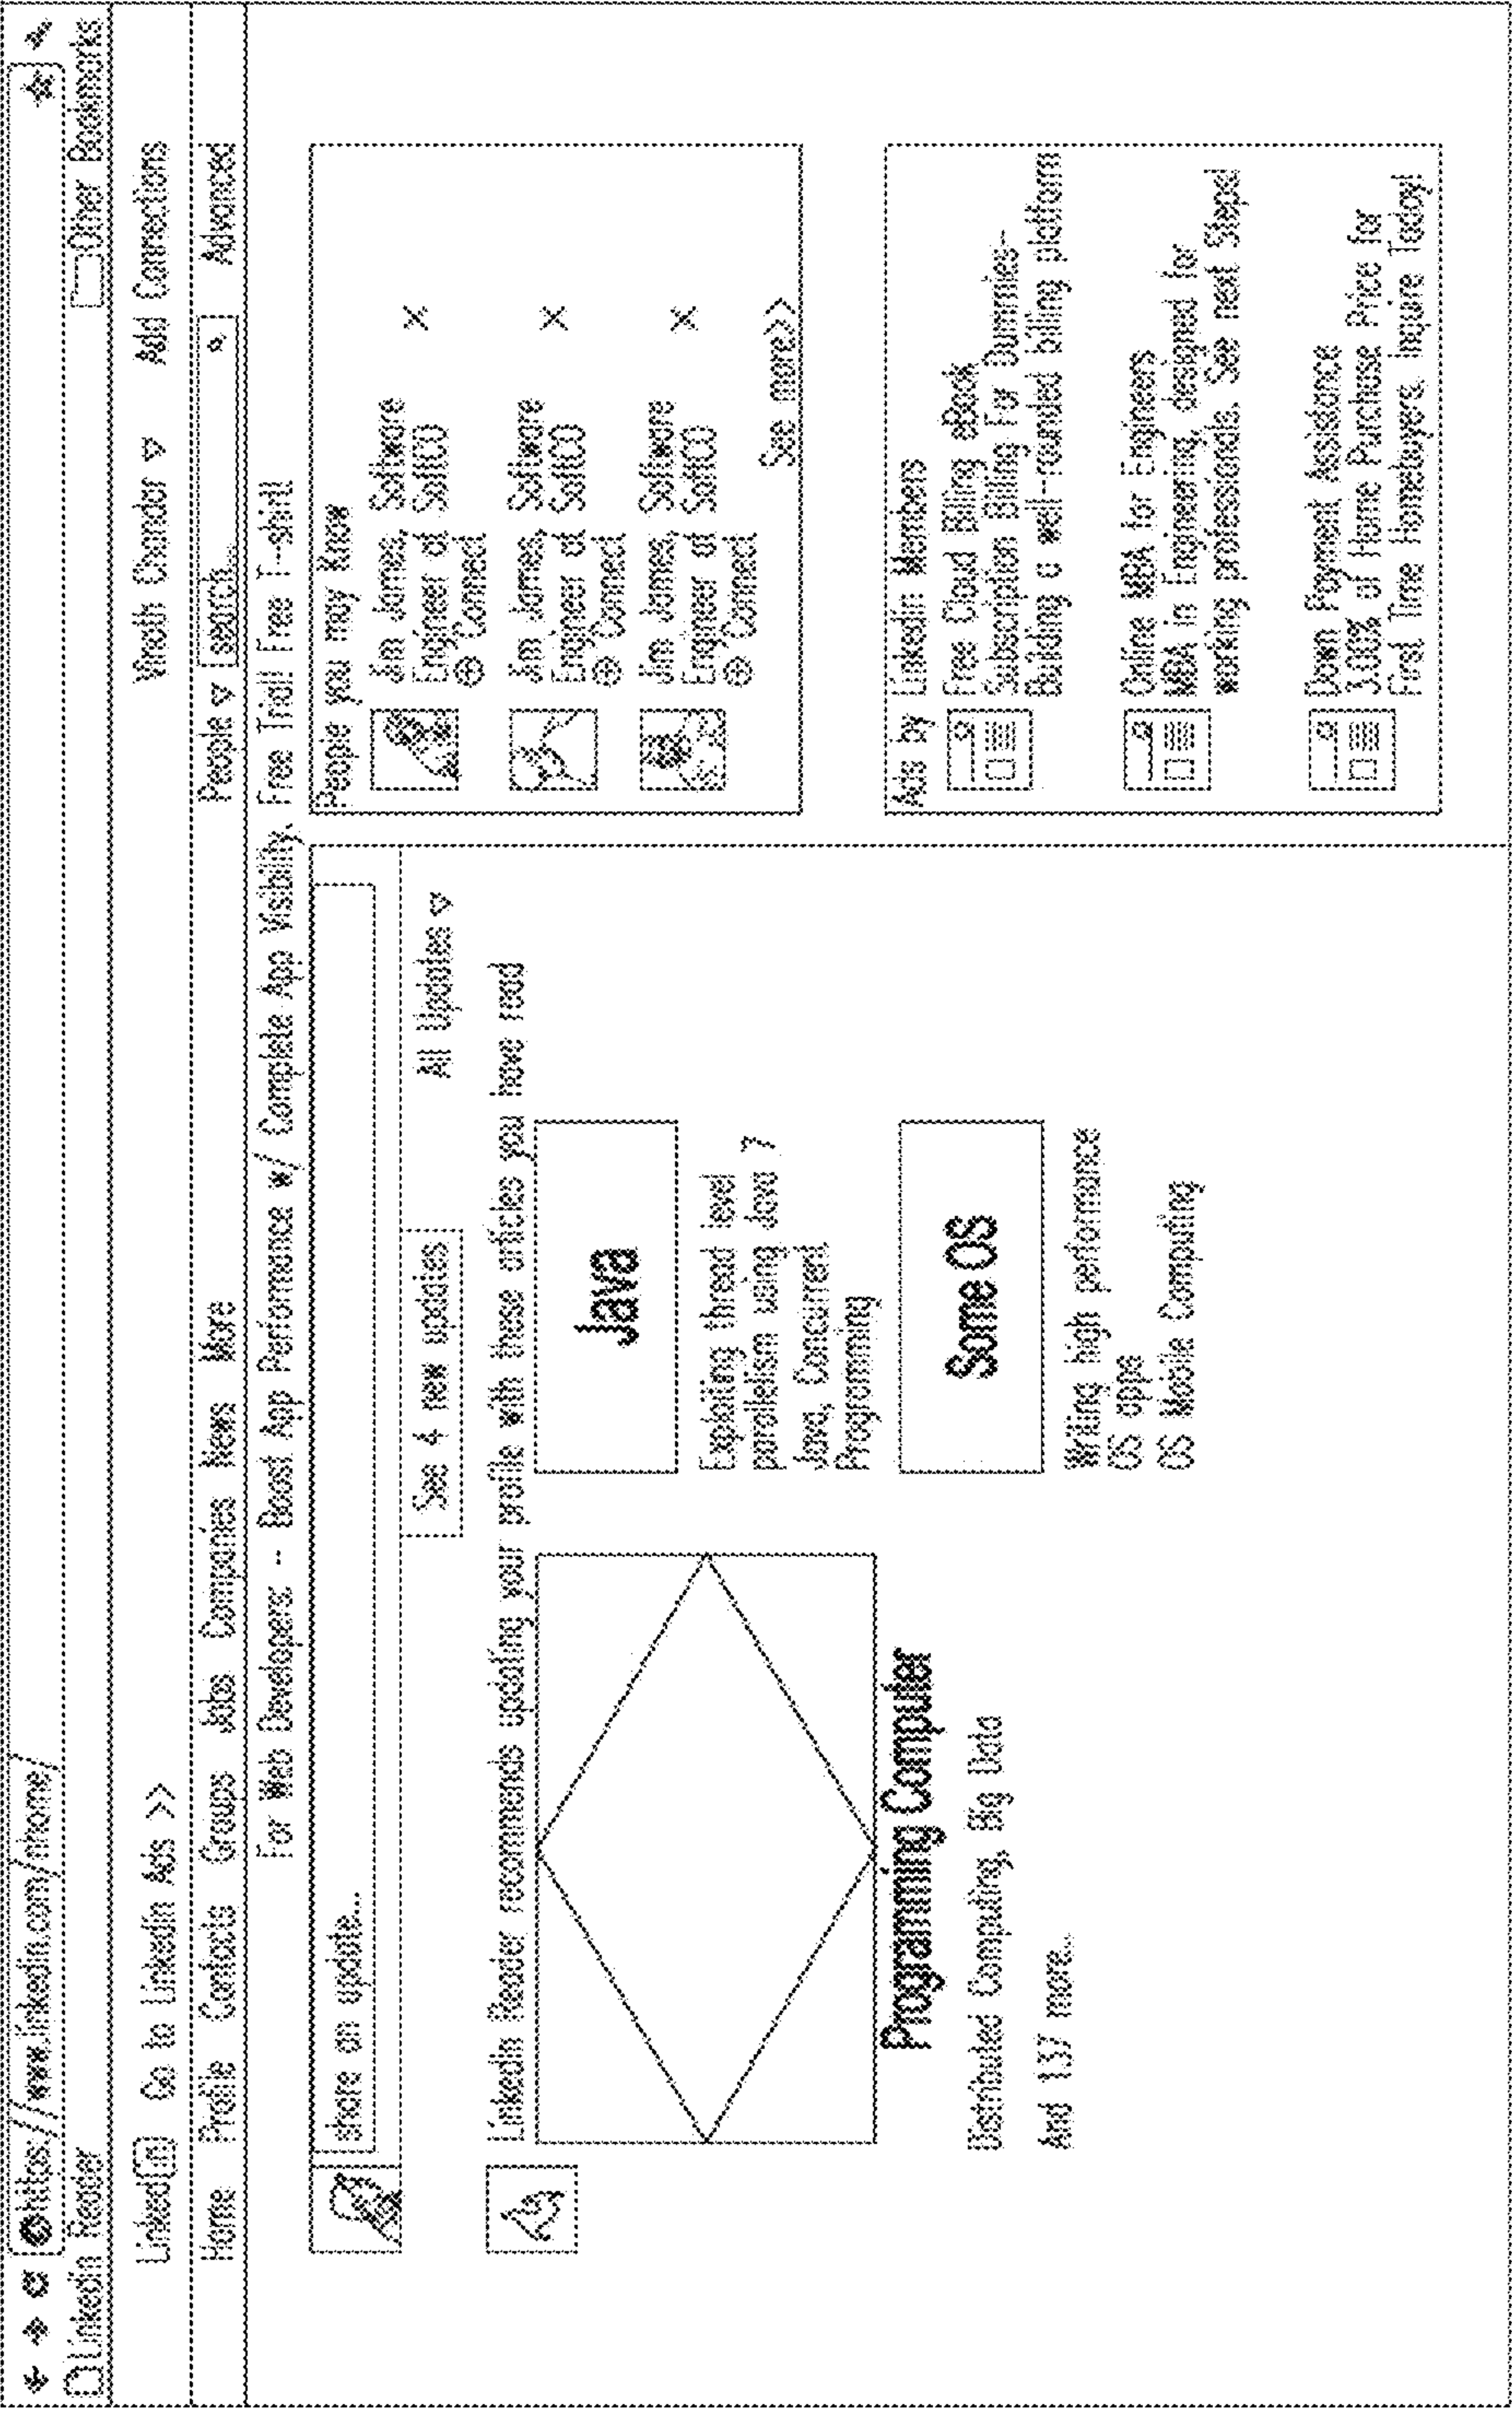 https://www.linkedin.com/nhome/
LinkedIn Reader
Other Bookmarks
Linked in Go to LinkedIn Ads >>
Vinoth Chandar ▽ Add Connections
Home Profile Contacts Groups Jobs Companies News More
People ▽ search... Advanced
For Web Developers: -- Boost App Performance w/ Complete App Visibility. Free Trial! Free T-shirt!
share an update...
See 4 new updates
All Updates ▽
LinkedIn Reader recommends updating your profile with these articles you have read
Programming Computer
Distributed Computing, Big Data
And 137 more...
Java
Exploiting thread level
parallelism using Java 7
Java, Concurrent
Programming
Some OS
Writing high performance
OS apps
OS Mobile Computing
People you may Know
Jim James, Software
Engineer at SoftCO
⊕ Connect
X
Jim James, Software
Engineer at SoftCO
⊕ Connect
X
Jim James, Software
Engineer at SoftCO
⊕ Connect
X
See more>>
Ads by LinkedIn Members
Free Cloud Billing eBook
Subscription Billing For Dummies-
Building a well-rounded billing platform
Online MBA for Engineers
MBA in Engineering, designed for
working professionals. See next Steps!
Down Payment Assistance
3.00% of Home Purchase Price for
First Time Homebuyers. Inquire Today!